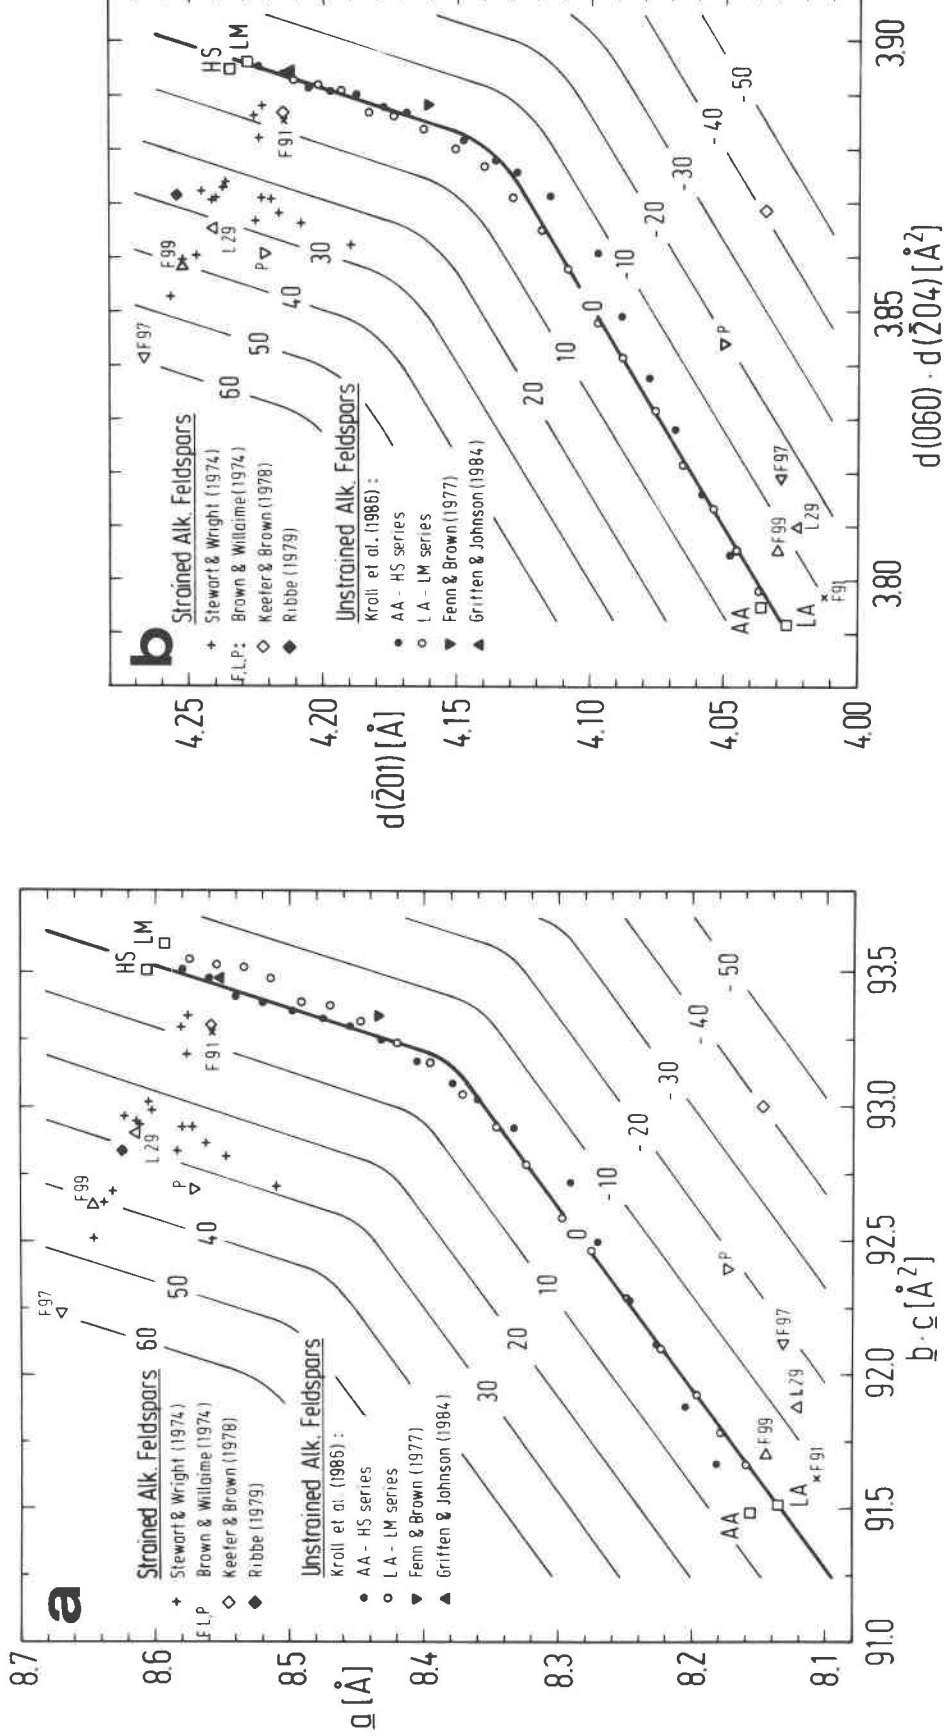 a
Strained Alk. Feldspars
+ Stewart & Wright (1974)
F,L,P Brown & Willaime (1974)
◇ Keefer & Brown (1978)
◆ Ribbe (1979)
Unstrained Alk. Feldspars
Kroll et al. (1986):
● AA - HS series
○ LA - LM series
▼ Fenn & Brown (1977)
▲ Griffen & Johnson (1984)
8.7
8.6
8.5
8.4
8.3
8.2
8.1
a [Å]
91.0
91.5
92.0
92.5
93.0
93.5
b · c [Å²]
F97
F99
L29
P
F91
HS
LM
60
50
40
30
20
10
0
-10
-20
-30
-40
-50
AA
LA
F91
F99
L29
F97
P
b
Strained Alk. Feldspars
+ Stewart & Wright (1974)
F,L,P: Brown & Willaime (1974)
◇ Keefer & Brown (1978)
◆ Ribbe (1979)
Unstrained Alk. Feldspars
Kroll et al. (1986):
● AA - HS series
○ LA - LM series
▼ Fenn & Brown (1977)
▲ Griffen & Johnson (1984)
4.25
4.20
4.15
4.10
4.05
4.00
d(2̄01) [Å]
3.80
3.85
3.90
d(060) · d(2̄04) [Å²]
F97
F99
L29
P
F91
HS
LM
60
50
40
30
20
10
0
-10
-20
-30
-40
-50
AA
LA
F91
F99
L29
F97
P